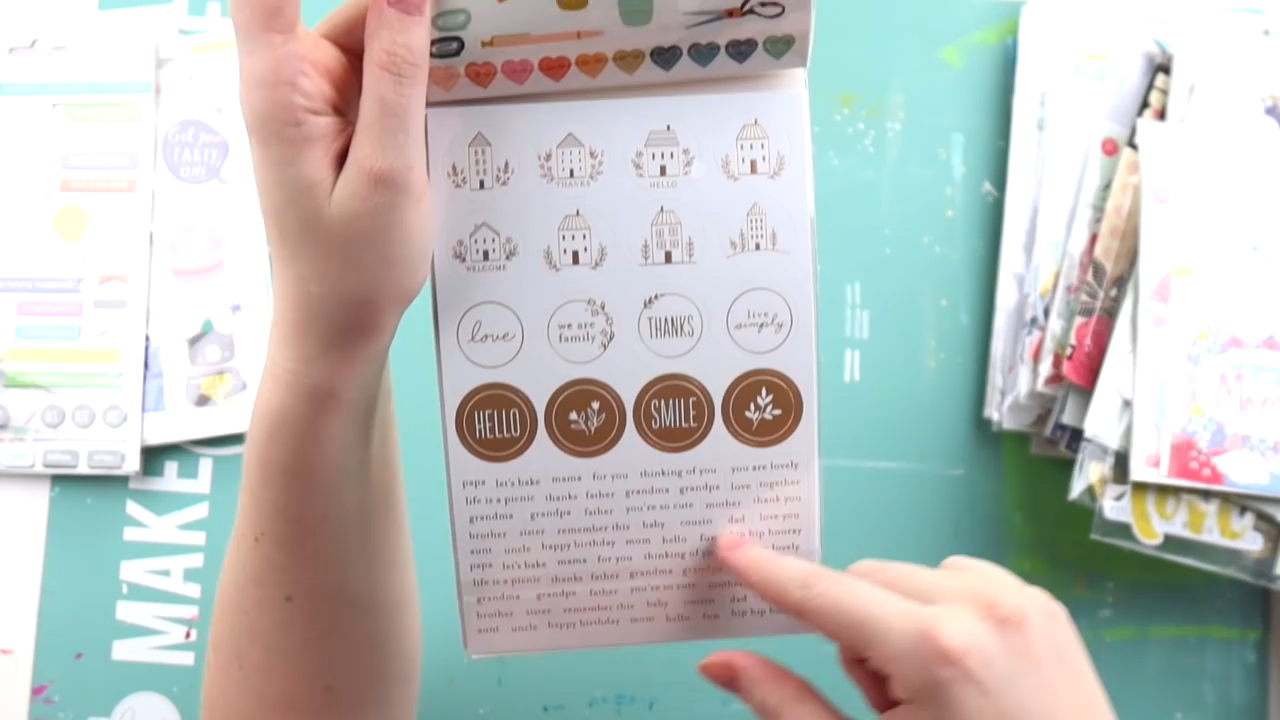 THANKS
HELLO
WELCOME
love
we are
family
THANKS
live
simply
HELLO
SMILE
papa let's bake mama for you thinking of you you are lovely
life is a picnic thanks father grandma grandpa love together
grandma grandpa father you're so cute mother thank you
brother sister remember this baby cousin dad love you
aunt uncle happy birthday mom hello fun hip hip hooray
papa let's bake mama for you thinking of lovely
life is a picnic thanks father grandma
grandma grandpa father you're so cute
brother sister remember this baby cousin dad
aunt uncle happy birthday mom hello fun hip hip
MAKE
PARTY
ON!
love